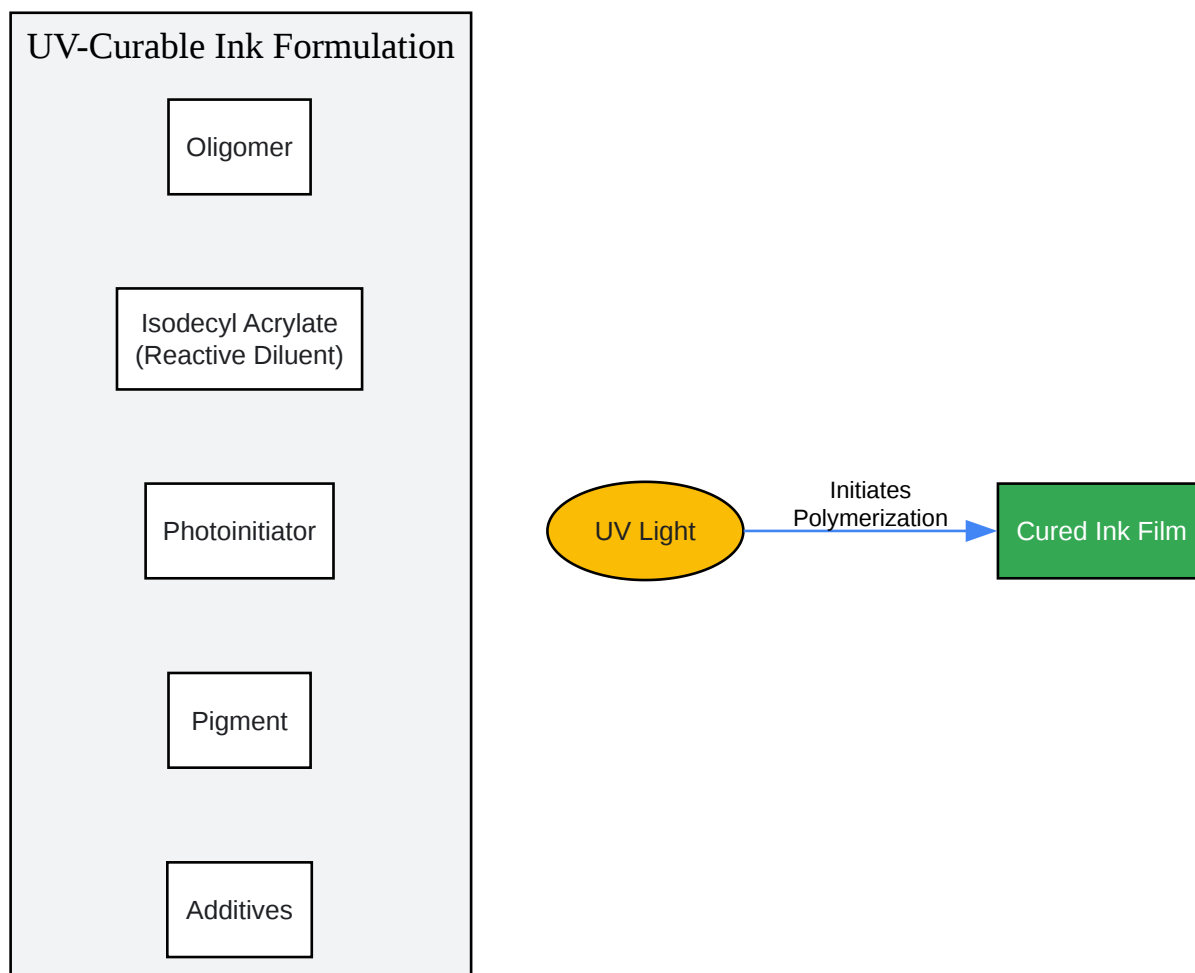 UV-Curable Ink Formulation
Oligomer
Isodecyl Acrylate
(Reactive Diluent)
Photoinitiator
Pigment
Additives
UV Light
Initiates
Polymerization
Cured Ink Film